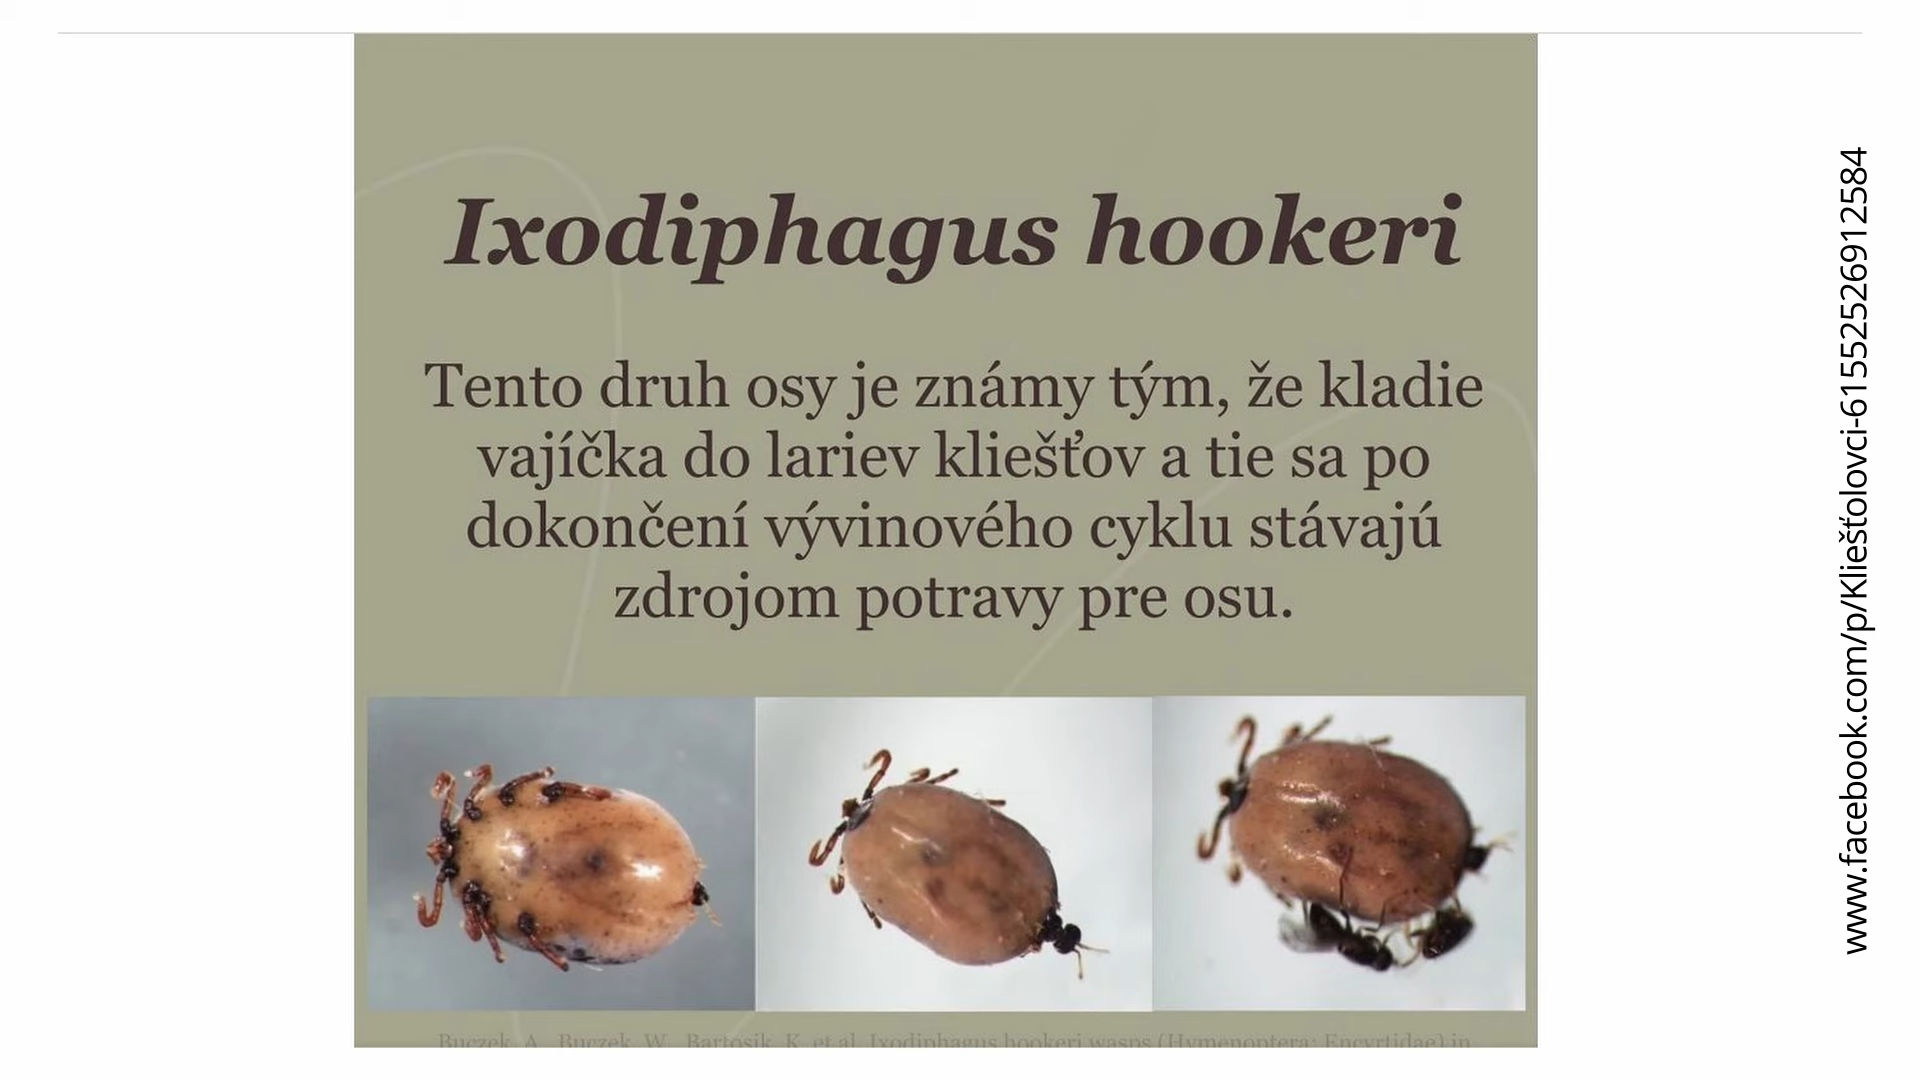 Ixodiphagus hookeri
Tento druh osy je známy tým, že kladie
vajíčka do lariev kliešťov a tie sa po
dokončení vývinového cyklu stávajú
zdrojom potravy pre osu.
Buczek, A., Buczek, W., Bartosik, K. et al. Ixodiphagus hookeri wasps (Hymenoptera: Encyrtidae) in
www.facebook.com/p/Kliešťolovci-61552526912584